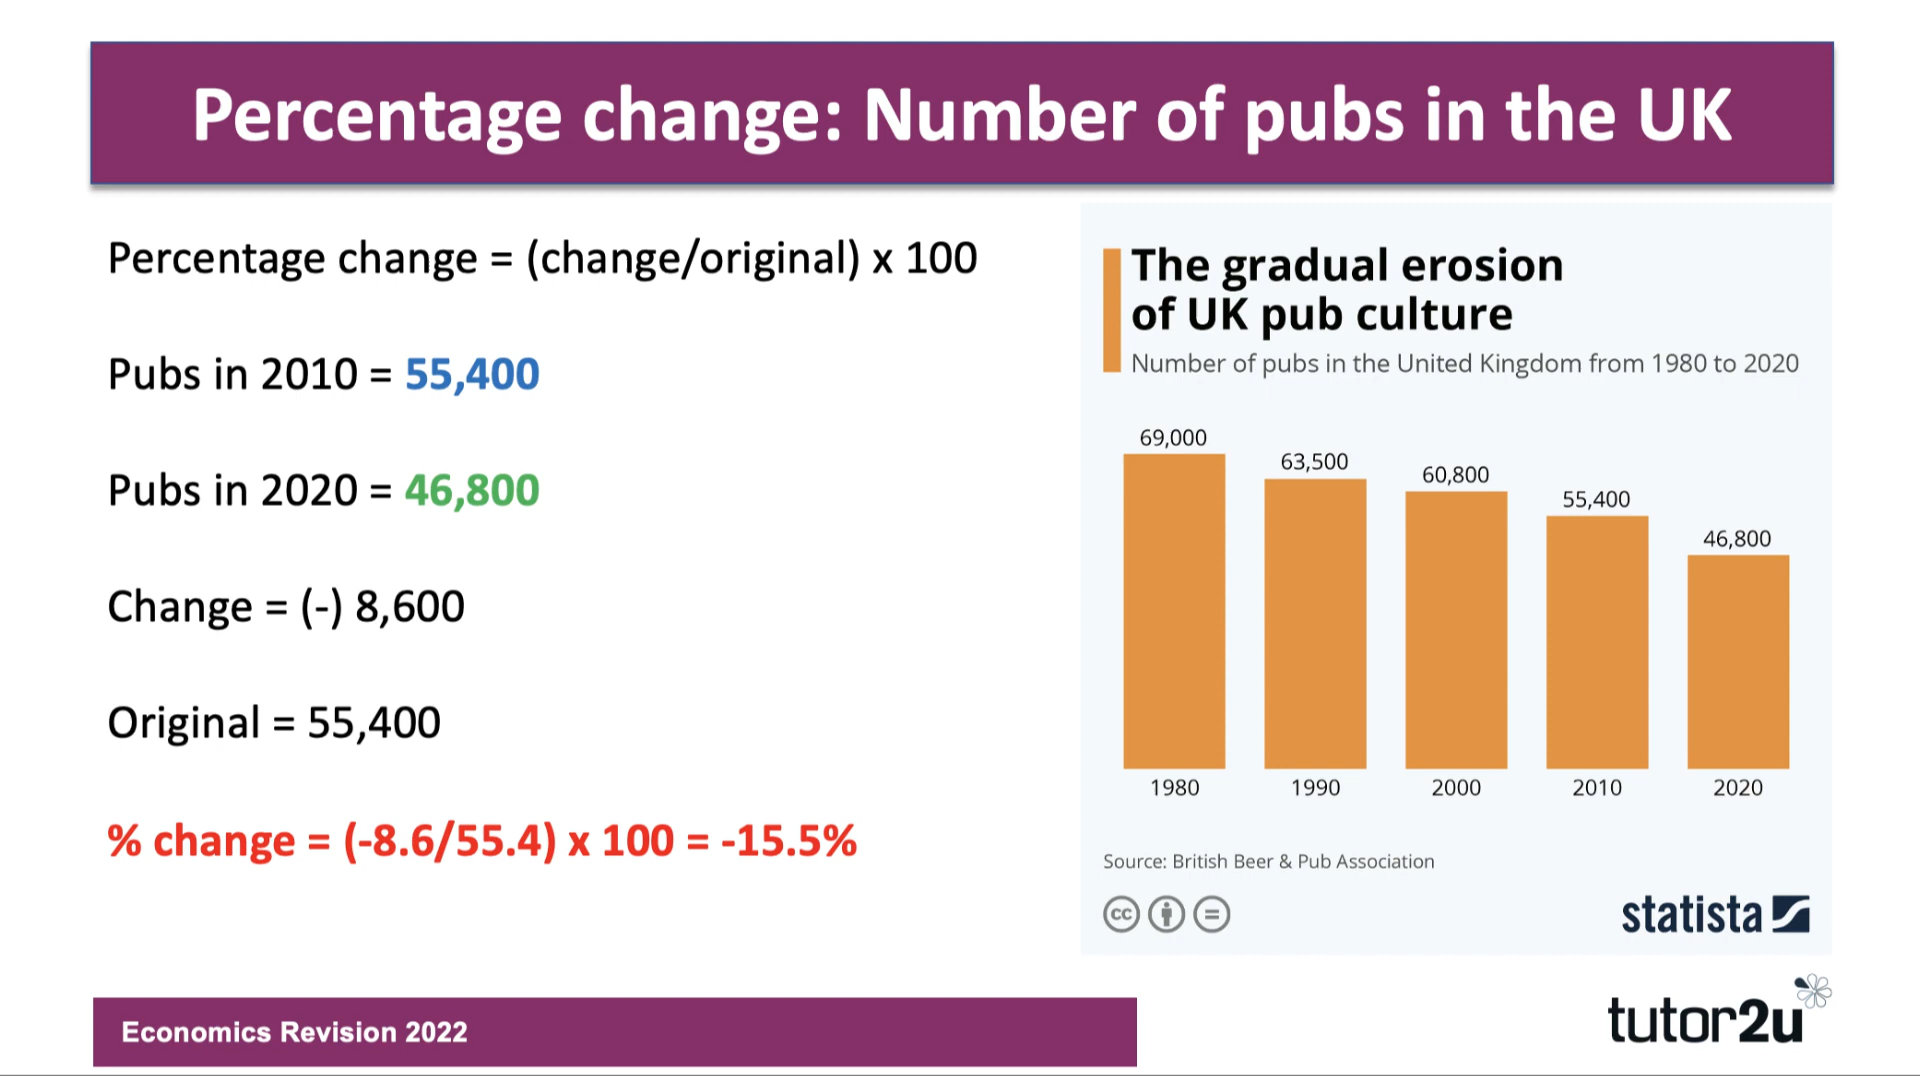 Percentage change: Number of pubs in the UK
Percentage change = (change/original) x 100
Pubs in 2010 = 55,400
Pubs in 2020 = 46,800
Change = (-) 8,600
Original = 55,400
% change = (-8.6/55.4) x 100 = -15.5%
The gradual erosion
of UK pub culture
Number of pubs in the United Kingdom from 1980 to 2020
69,000
63,500
60,800
55,400
46,800
1980
1990
2000
2010
2020
Source: British Beer & Pub Association
cc
=
statista
Economics Revision 2022
tutor2u